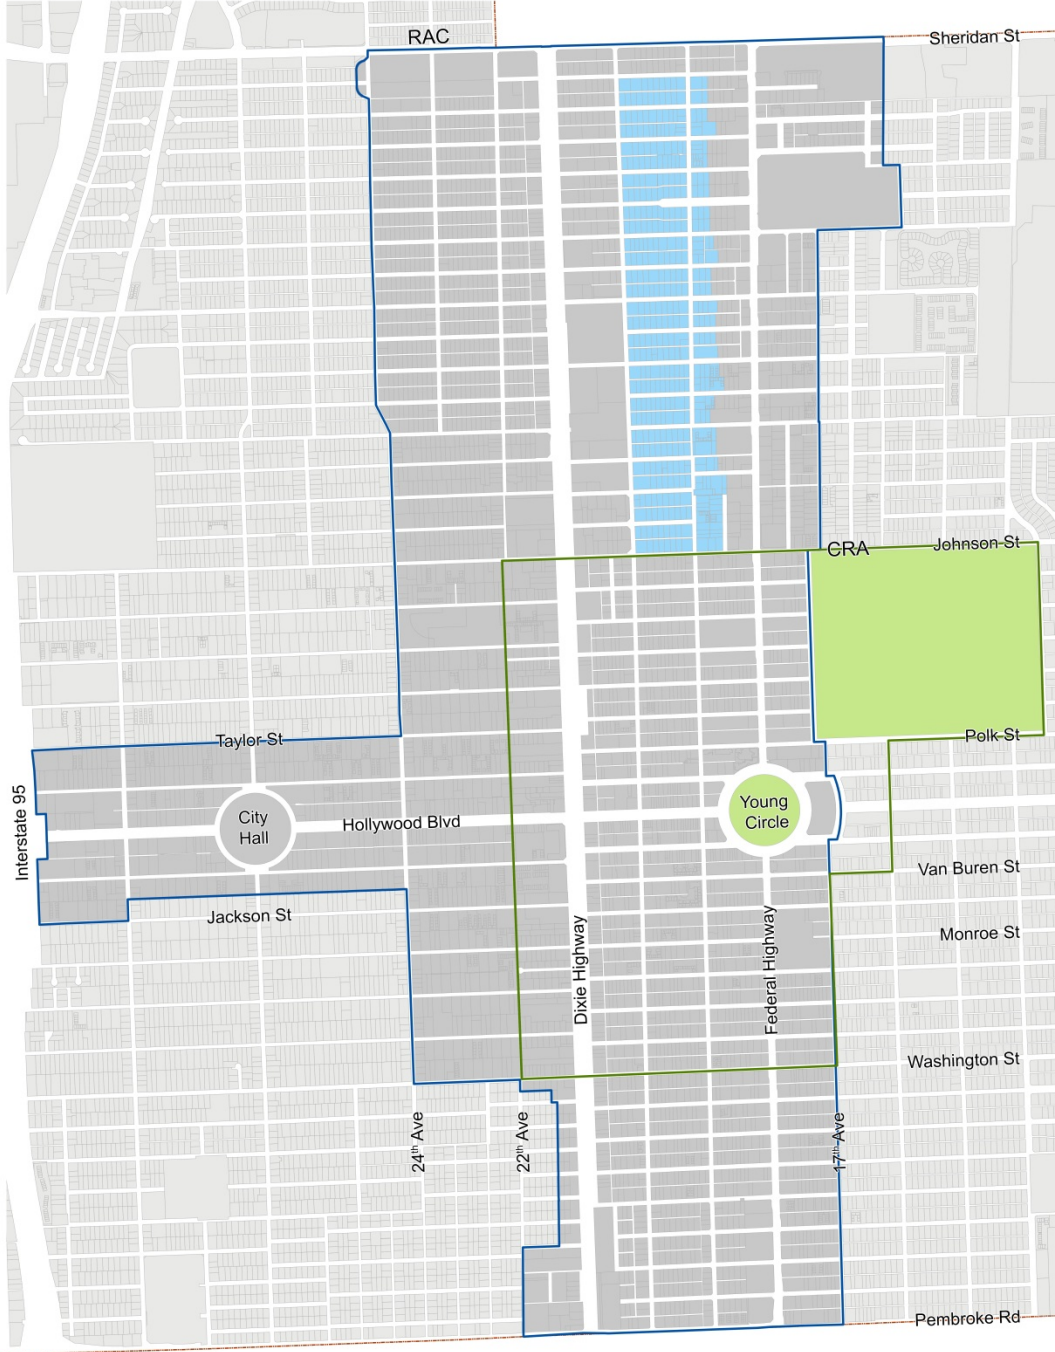 RAC
Sheridan St
CRA
Johnson St
Taylor St
Polk St
Interstate 95
City
Hall
Hollywood Blvd
Young
Circle
Van Buren St
Jackson St
Dixie Highway
Federal Highway
Monroe St
Washington St
24th Ave
22th Ave
17th Ave
Pembroke Rd